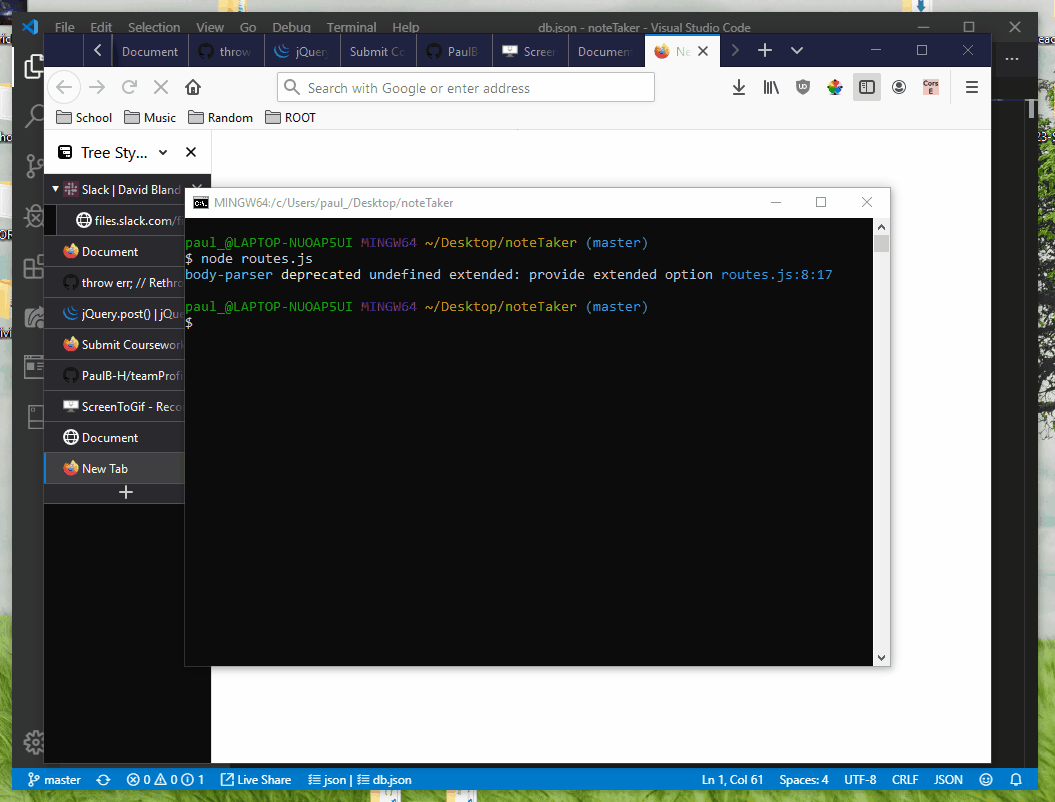 File Edit Selection View Go Debug Terminal Help db.json - noteTaker - Visual Studio Code
Document throw jQuery Submit Co PaulB Screen Document Ne
Search with Google or enter address
School Music Random ROOT
Tree Sty...
Slack | David Bland
files.slack.com/f
Document
throw err; // Rethro
jQuery.post() | jQue
Submit Coursework
PaulB-H/teamProfi
ScreenToGif - Reco
Document
New Tab
MINGW64:/c/Users/paul_/Desktop/noteTaker
paul_@LAPTOP-NUOAP5UI MINGW64 ~/Desktop/noteTaker (master)
$ node routes.js
body-parser deprecated undefined extended: provide extended option routes.js:8:17
paul_@LAPTOP-NUOAP5UI MINGW64 ~/Desktop/noteTaker (master)
$
master 0 0 1 Live Share json | db.json Ln 1, Col 61 Spaces: 4 UTF-8 CRLF JSON